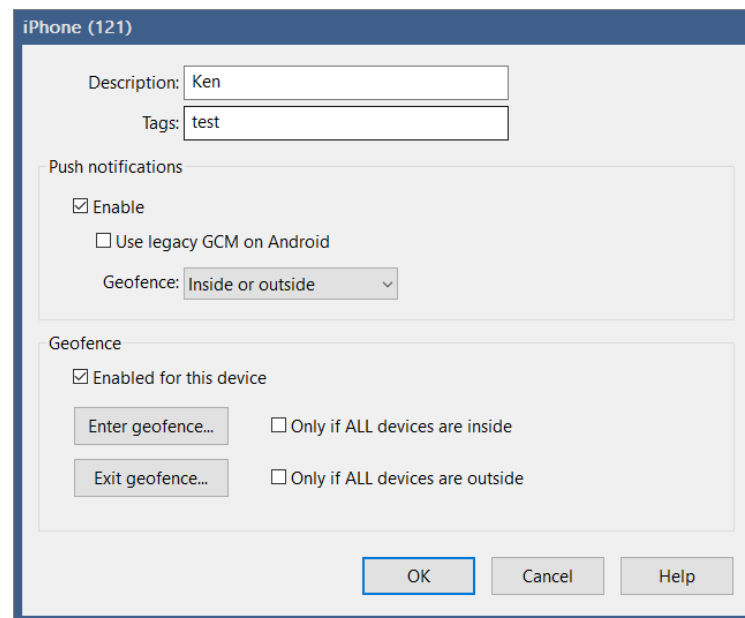 iPhone (121)
Description: Ken
Tags: test
Push notifications
Enable
Use legacy GCM on Android
Geofence: Inside or outside
Geofence
Enabled for this device
Enter geofence... Only if ALL devices are inside
Exit geofence... Only if ALL devices are outside
OK Cancel Help